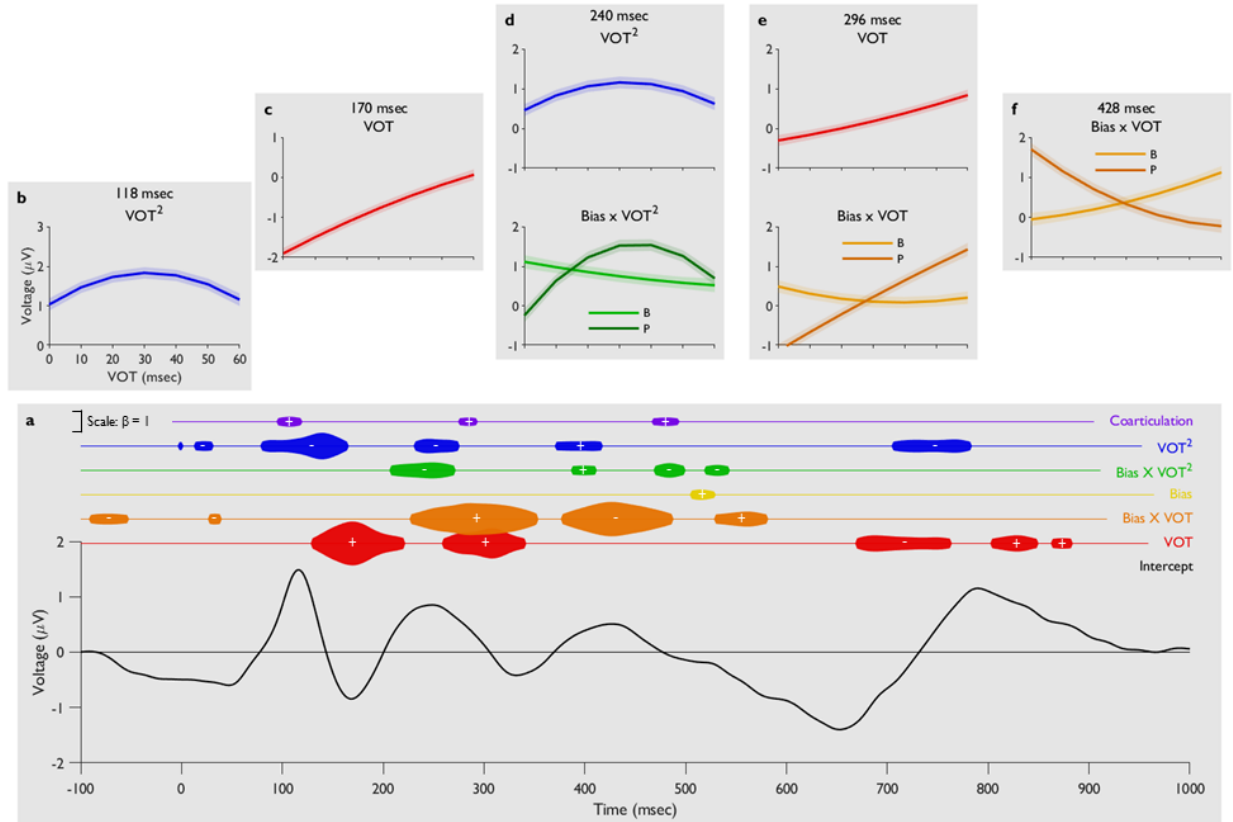 b
118 msec
VOT²
Voltage (μV)
3
2
1
0
0 10 20 30 40 50 60
VOT (msec)
c
170 msec
VOT
1
0
-1
-2
d
240 msec
VOT²
2
1
0
-1
Bias x VOT²
2
1
0
-1
B
P
e
296 msec
VOT
2
1
0
-1
Bias x VOT
2
1
0
-1
B
P
f
428 msec
Bias x VOT
2
1
0
-1
B
P
a
Scale: β = 1
+ + +
Coarticulation
- - - + -
VOT²
- + - -
Bias X VOT²
+
Bias
- - + - +
Bias X VOT
+ + - + +
VOT
Intercept
Voltage (μV)
2
1
0
-1
-2
-100 0 100 200 300 400 500 600 700 800 900 1000
Time (msec)